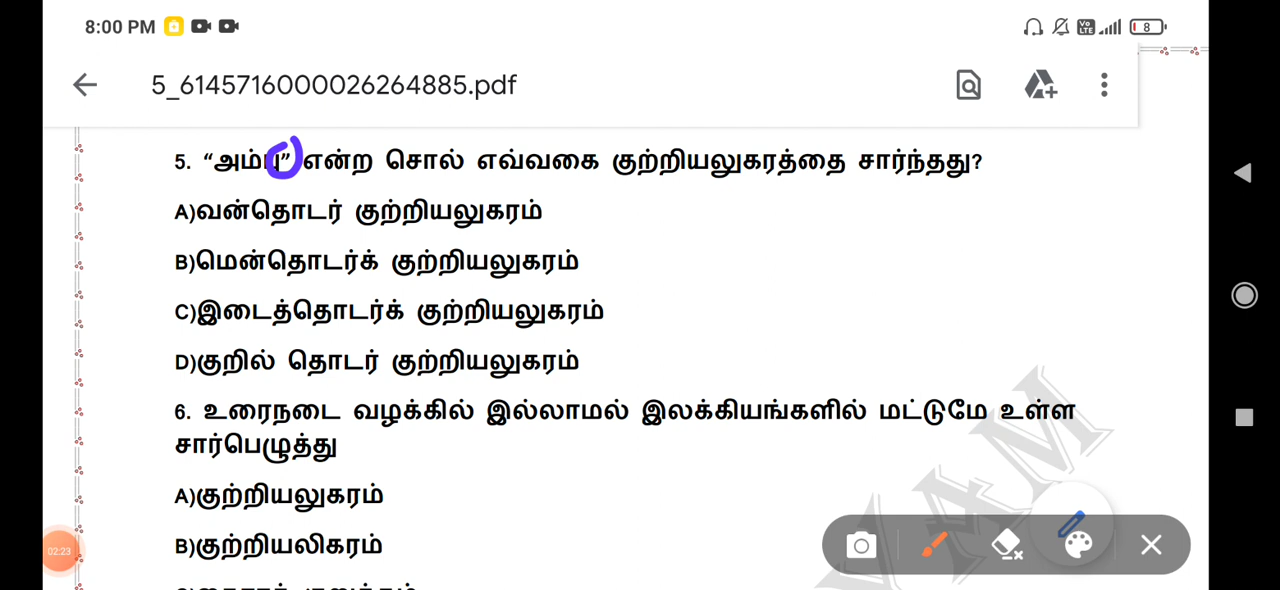 8:00 PM
8
5_6145716000026264885.pdf
5. “அம்பு” என்ற சொல் எவ்வகை குற்றியலுகரத்தை சார்ந்தது?
A)வன்தொடர் குற்றியலுகரம்
B)மென்தொடர்க் குற்றியலுகரம்
C)இடைத்தொடர்க் குற்றியலுகரம்
D)குறில் தொடர் குற்றியலுகரம்
6. உரைநடை வழக்கில் இல்லாமல் இலக்கியங்களில் மட்டுமே உள்ள
சார்பெழுத்து
A)குற்றியலுகரம்
B)குற்றியலிகரம்
02:23